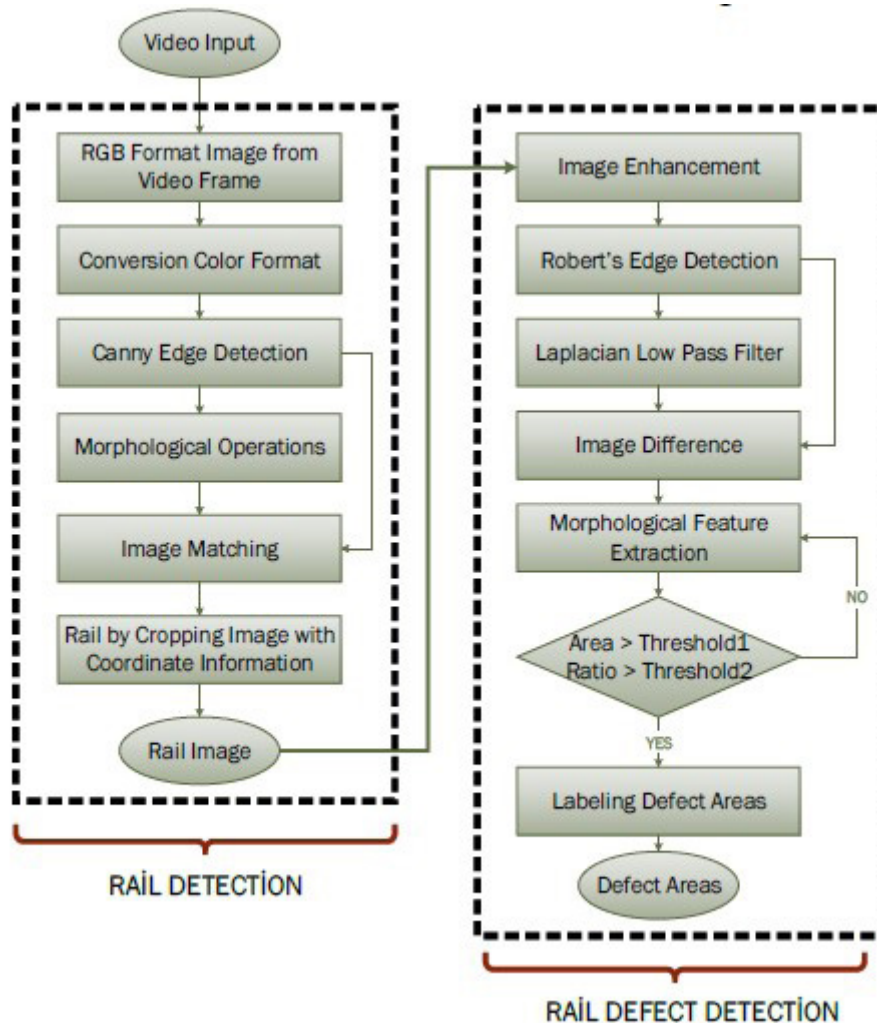 Video Input
RGB Format Image from
Video Frame
Conversion Color Format
Canny Edge Detection
Morphological Operations
Image Matching
Rail by Cropping Image with
Coordinate Information
Rail Image
RAİL DETECTİON
Image Enhancement
Robert's Edge Detection
Laplacian Low Pass Filter
Image Difference
Morphological Feature
Extraction
NO
Area > Threshold1
Ratio > Threshold2
YES
Labeling Defect Areas
Defect Areas
RAİL DEFECT DETECTİON